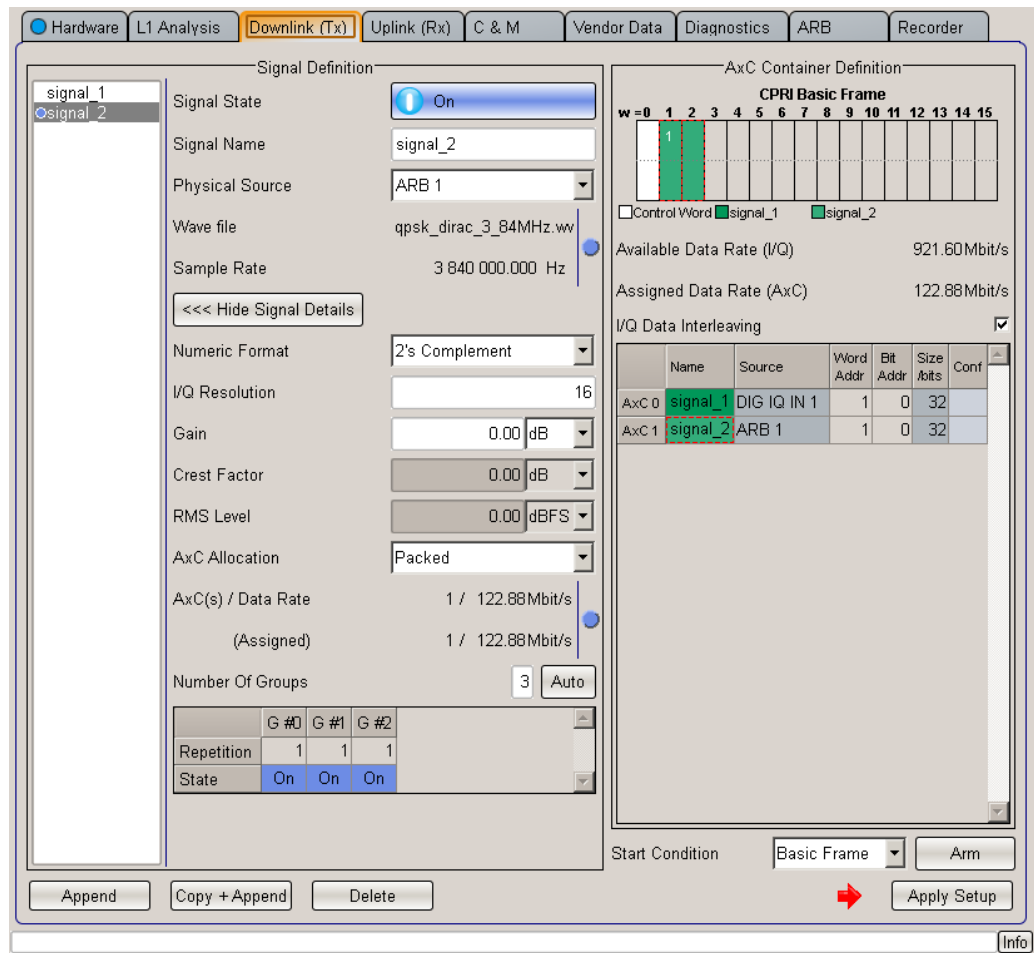 Hardware L1 Analysis Downlink (Tx) Uplink (Rx) C & M Vendor Data Diagnostics ARB Recorder
Signal Definition
signal_1
signal_2
Signal State On
Signal Name signal_2
Physical Source ARB 1
Wave file qpsk_dirac_3_84MHz.wv
Sample Rate 3 840 000.000 Hz
<<< Hide Signal Details
Numeric Format 2's Complement
I/Q Resolution 16
Gain 0.00 dB
Crest Factor 0.00 dB
RMS Level 0.00 dBFS
AxC Allocation Packed
AxC(s) / Data Rate 1 / 122.88Mbit/s
(Assigned) 1 / 122.88Mbit/s
Number Of Groups 3 Auto
G #0 G #1 G #2
Repetition 1 1 1
State On On On
AxC Container Definition
CPRI Basic Frame
w =0 1 2 3 4 5 6 7 8 9 10 11 12 13 14 15
1
Control Word signal_1 signal_2
Available Data Rate (I/Q) 921.60Mbit/s
Assigned Data Rate (AxC) 122.88Mbit/s
I/Q Data Interleaving
Name Source Word Addr Bit Addr Size /bits Conf
AxC 0 signal_1 DIG IQ IN 1 1 0 32
AxC 1 signal_2 ARB 1 1 0 32
Start Condition Basic Frame Arm
Append Copy + Append Delete Apply Setup
Info